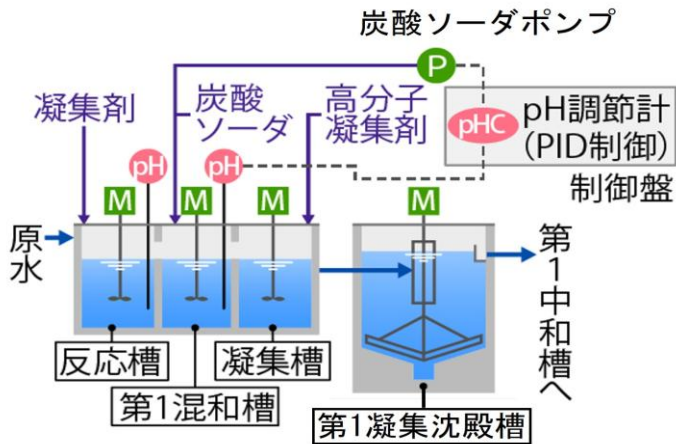 炭酸ソーダポンプ
P
凝集剤
炭酸
ソーダ
高分子
凝集剤
pHC
pH調節計
(PID制御)
制御盤
pH
pH
M
M
M
M
原水
反応槽
第1混和槽
凝集槽
第1凝集沈殿槽
第1中和槽へ